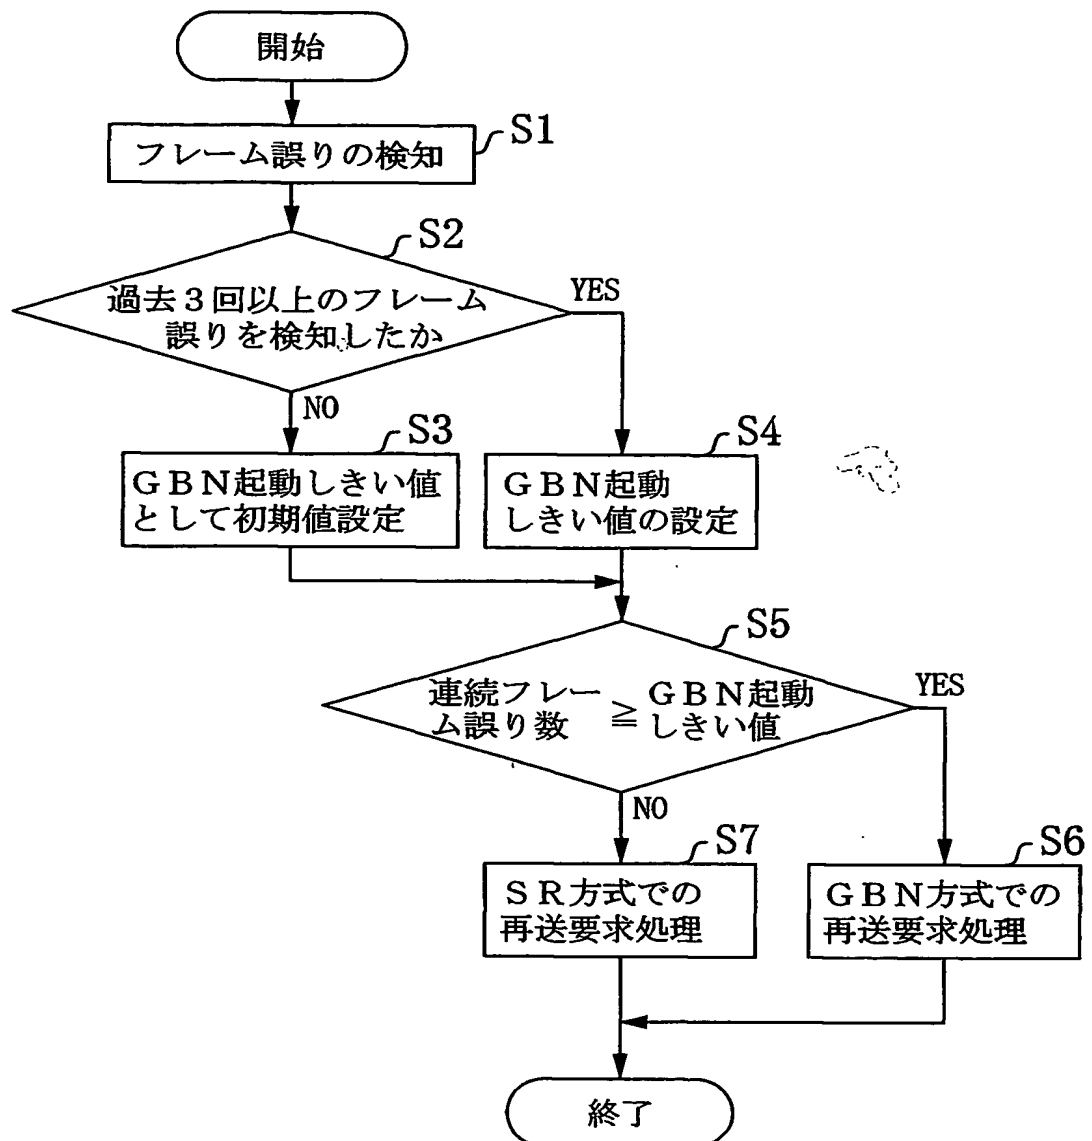 開始
S1
フレーム誤りの検知
S2
過去3回以上のフレーム
誤りを検知したか
YES
NO
S3
GBN起動しきい値
として初期値設定
S4
GBN起動
しきい値の設定
S5
連続フレー
ム誤り数
≧
GBN起動
しきい値
YES
NO
S7
SR方式での
再送要求処理
S6
GBN方式での
再送要求処理
終了